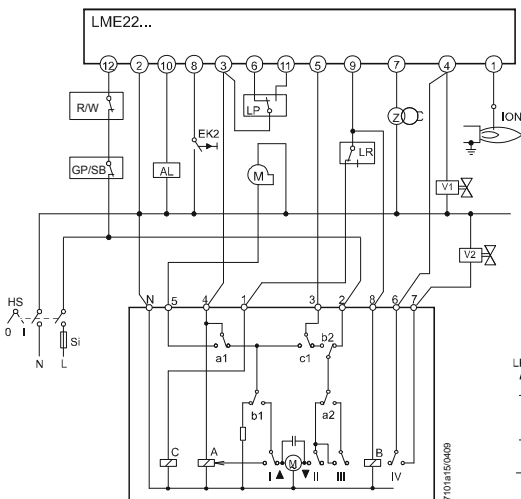 LME22...
12 2 10 8 3 6 11 5 9 7 4 1
R/W
GP/SB
AL
EK2
LP
M
LR
Z
ION
V1
V2
HS
0 I
Si
N L
N 5 4 1 3 2 8 6 7
a1 c1 b2
b1 a2
C A I M II III B IV
7101a15/0409
LE